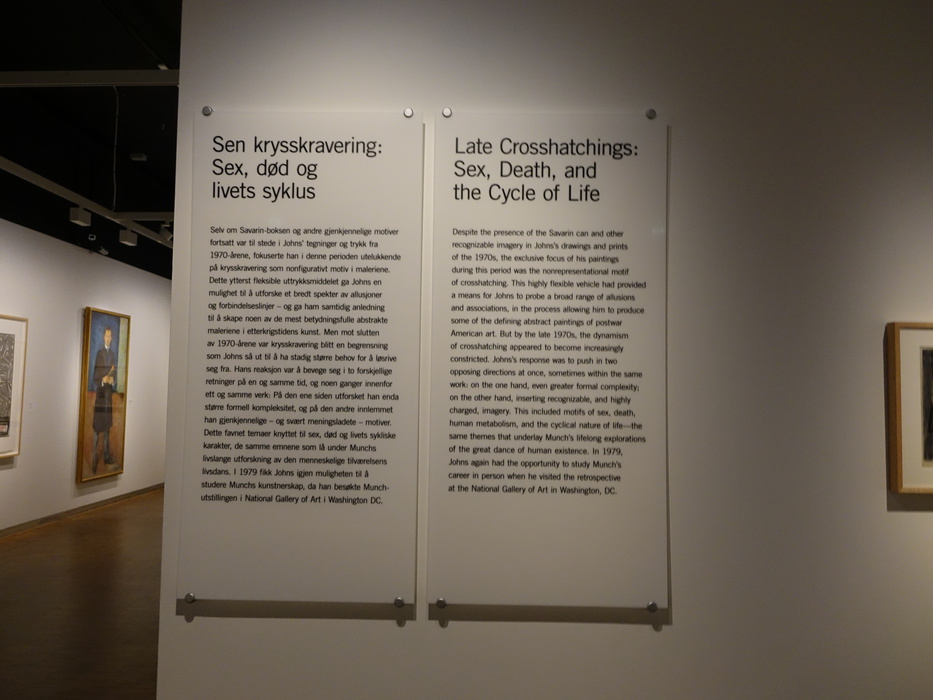 Sen krysskravering:
Sex, død og
livets syklus
Selv om Savarin-boksen og andre gjenkjennelige motiver
fortsatt var til stede i Johns' tegninger og trykk fra
1970-årene, fokuserte han i denne perioden utelukkende
på krysskravering som nonfigurativt motiv i maleriene.
Dette ytterst fleksible uttrykksmiddelet ga Johns en
mulighet til å utforske et bredt spekter av allusjoner
og forbindelseslinjer – og ga ham samtidig anledning
til å skape noen av de mest betydningsfulle abstrakte
maleriene i etterkrigstidens kunst. Men mot slutten
av 1970-årene var krysskravering blitt en begrensning
som Johns så ut til å ha stadig større behov for å løsrive
seg fra. Hans reaksjon var å bevege seg i to forskjellige
retninger på en og samme tid, og noen ganger innenfor
ett og samme verk: På den ene siden utforsket han enda
større formell kompleksitet, og på den andre innlemmet
han gjenkjennelige – og svært meningsladete – motiver.
Dette favnet temaer knyttet til sex, død og livets sykliske
karakter, de samme emnene som lå under Munchs
livslange utforskning av den menneskelige tilværelsens
livsdans. I 1979 fikk Johns igjen muligheten til å
studere Munchs kunstnerskap, da han besøkte Munch-
utstillingen i National Gallery of Art i Washington DC.
Late Crosshatchings:
Sex, Death, and
the Cycle of Life
Despite the presence of the Savarin can and other
recognizable imagery in Johns's drawings and prints
of the 1970s, the exclusive focus of his paintings
during this period was the nonrepresentational motif
of crosshatching. This highly flexible vehicle had provided
a means for Johns to probe a broad range of allusions
and associations, in the process allowing him to produce
some of the defining abstract paintings of postwar
American art. But by the late 1970s, the dynamism
of crosshatching appeared to become increasingly
constricted. Johns's response was to push in two
opposing directions at once, sometimes within the same
work: on the one hand, even greater formal complexity;
on the other hand, inserting recognizable, and highly
charged, imagery. This included motifs of sex, death,
human metabolism, and the cyclical nature of life—the
same themes that underlay Munch's lifelong explorations
of the great dance of human existence. In 1979,
Johns again had the opportunity to study Munch's
career in person when he visited the retrospective
at the National Gallery of Art in Washington, DC.